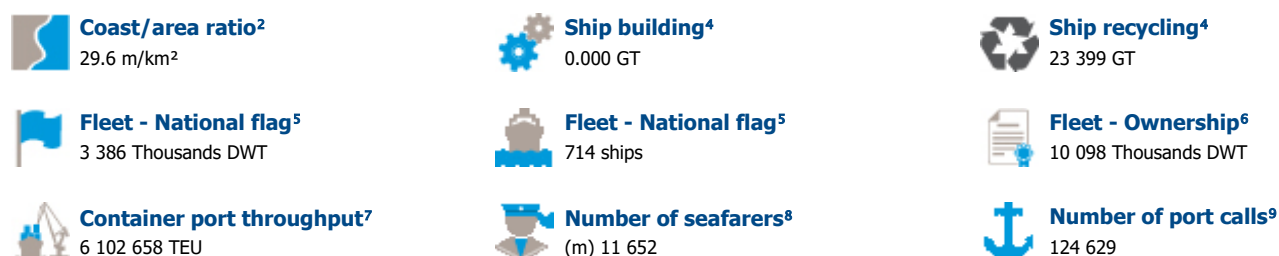 Coast/area ratio²
29.6 m/km²
Ship building⁴
0.000 GT
Ship recycling⁴
23 399 GT
Fleet - National flag⁵
3 386 Thousands DWT
Fleet - National flag⁵
714 ships
Fleet - Ownership⁶
10 098 Thousands DWT
Container port throughput⁷
6 102 658 TEU
Number of seafarers⁸
(m) 11 652
Number of port calls⁹
124 629